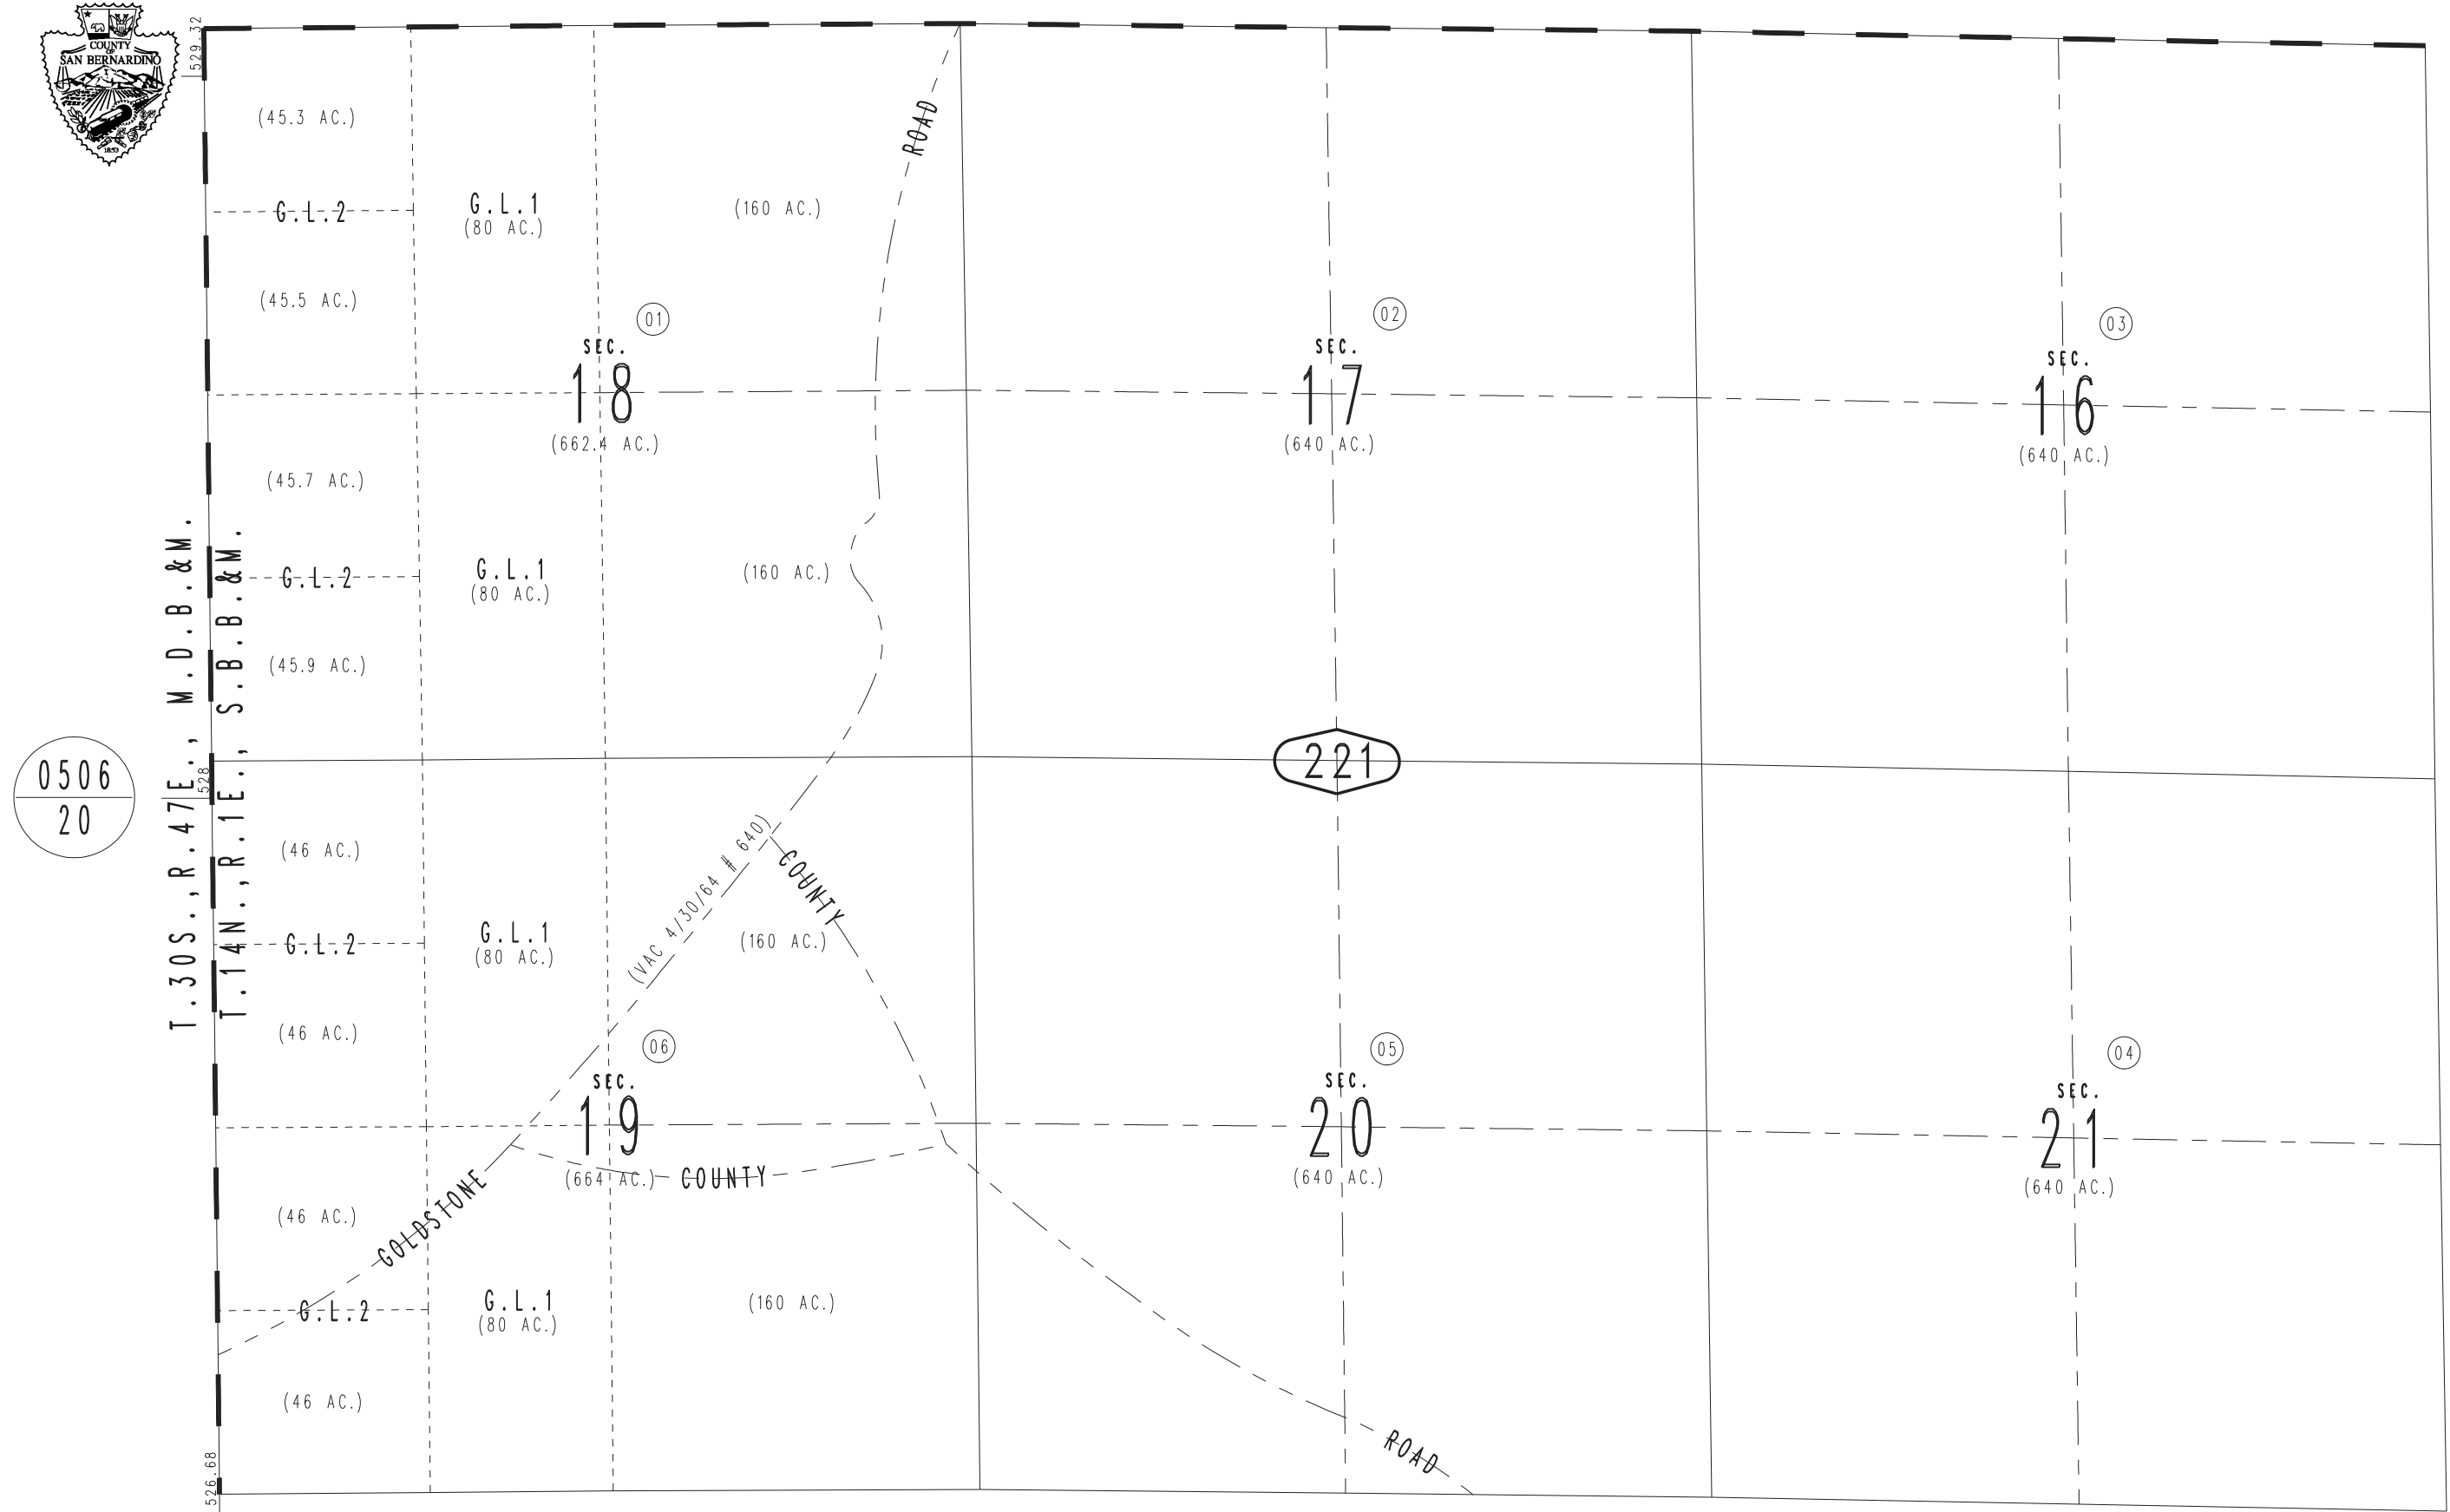 COUNTY
OF
SAN BERNARDINO
1853
529.32
(45.3 AC.)
G.L.2
(45.5 AC.)
G.L.1
(80 AC.)
(160 AC.)
ROAD
01
SEC.
18
(662.4 AC.)
02
SEC.
17
(640 AC.)
03
SEC.
16
(640 AC.)
(45.7 AC.)
G.L.2
(45.9 AC.)
G.L.1
(80 AC.)
(160 AC.)
T.30S.,R.47E., M.D.B.&M.
T.14N.,R.1E., S.B.B.&M.
0506
20
528
221
(46 AC.)
G.L.2
(46 AC.)
G.L.1
(80 AC.)
(VAC 4/30/64 # 640)
COUNTY
(160 AC.)
06
SEC.
19
(664 AC.)
COUNTY
05
SEC.
20
(640 AC.)
04
SEC.
21
(640 AC.)
GOLDSTONE
(46 AC.)
G.L.2
(46 AC.)
G.L.1
(80 AC.)
(160 AC.)
ROAD
526.68